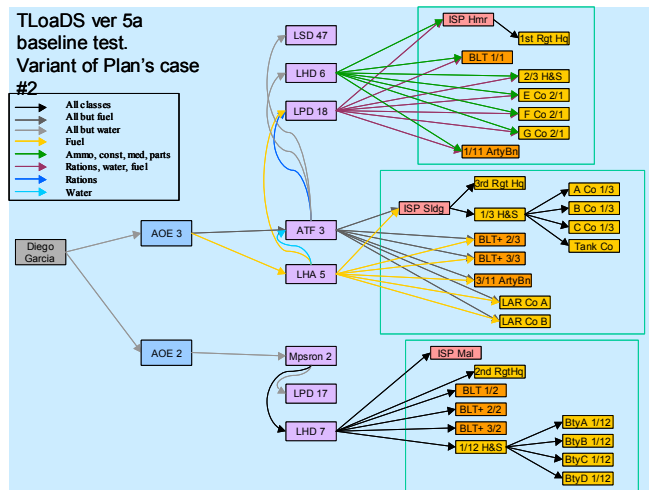 TLoaDS ver 5a
baseline test.
Variant of Plan's case
#2
All classes
All but fuel
All but water
Fuel
Ammo, const, med, parts
Rations, water, fuel
Rations
Water
Diego
Garcia
AOE 3
AOE 2
LSD 47
LHD 6
LPD 18
ATF 3
LHA 5
Mpsron 2
LPD 17
LHD 7
ISP Hmr
1st Rgt Hq
BLT 1/1
2/3 H&S
E Co 2/1
F Co 2/1
G Co 2/1
1/11 ArtyBn
ISP Sldg
3rd Rgt Hq
1/3 H&S
A Co 1/3
B Co 1/3
C Co 1/3
Tank Co
BLT+ 2/3
BLT+ 3/3
3/11 ArtyBn
LAR Co A
LAR Co B
ISP Mal
2nd RgtHq
BLT 1/2
BLT+ 2/2
BLT+ 3/2
1/12 H&S
BtyA 1/12
BtyB 1/12
BtyC 1/12
BtyD 1/12